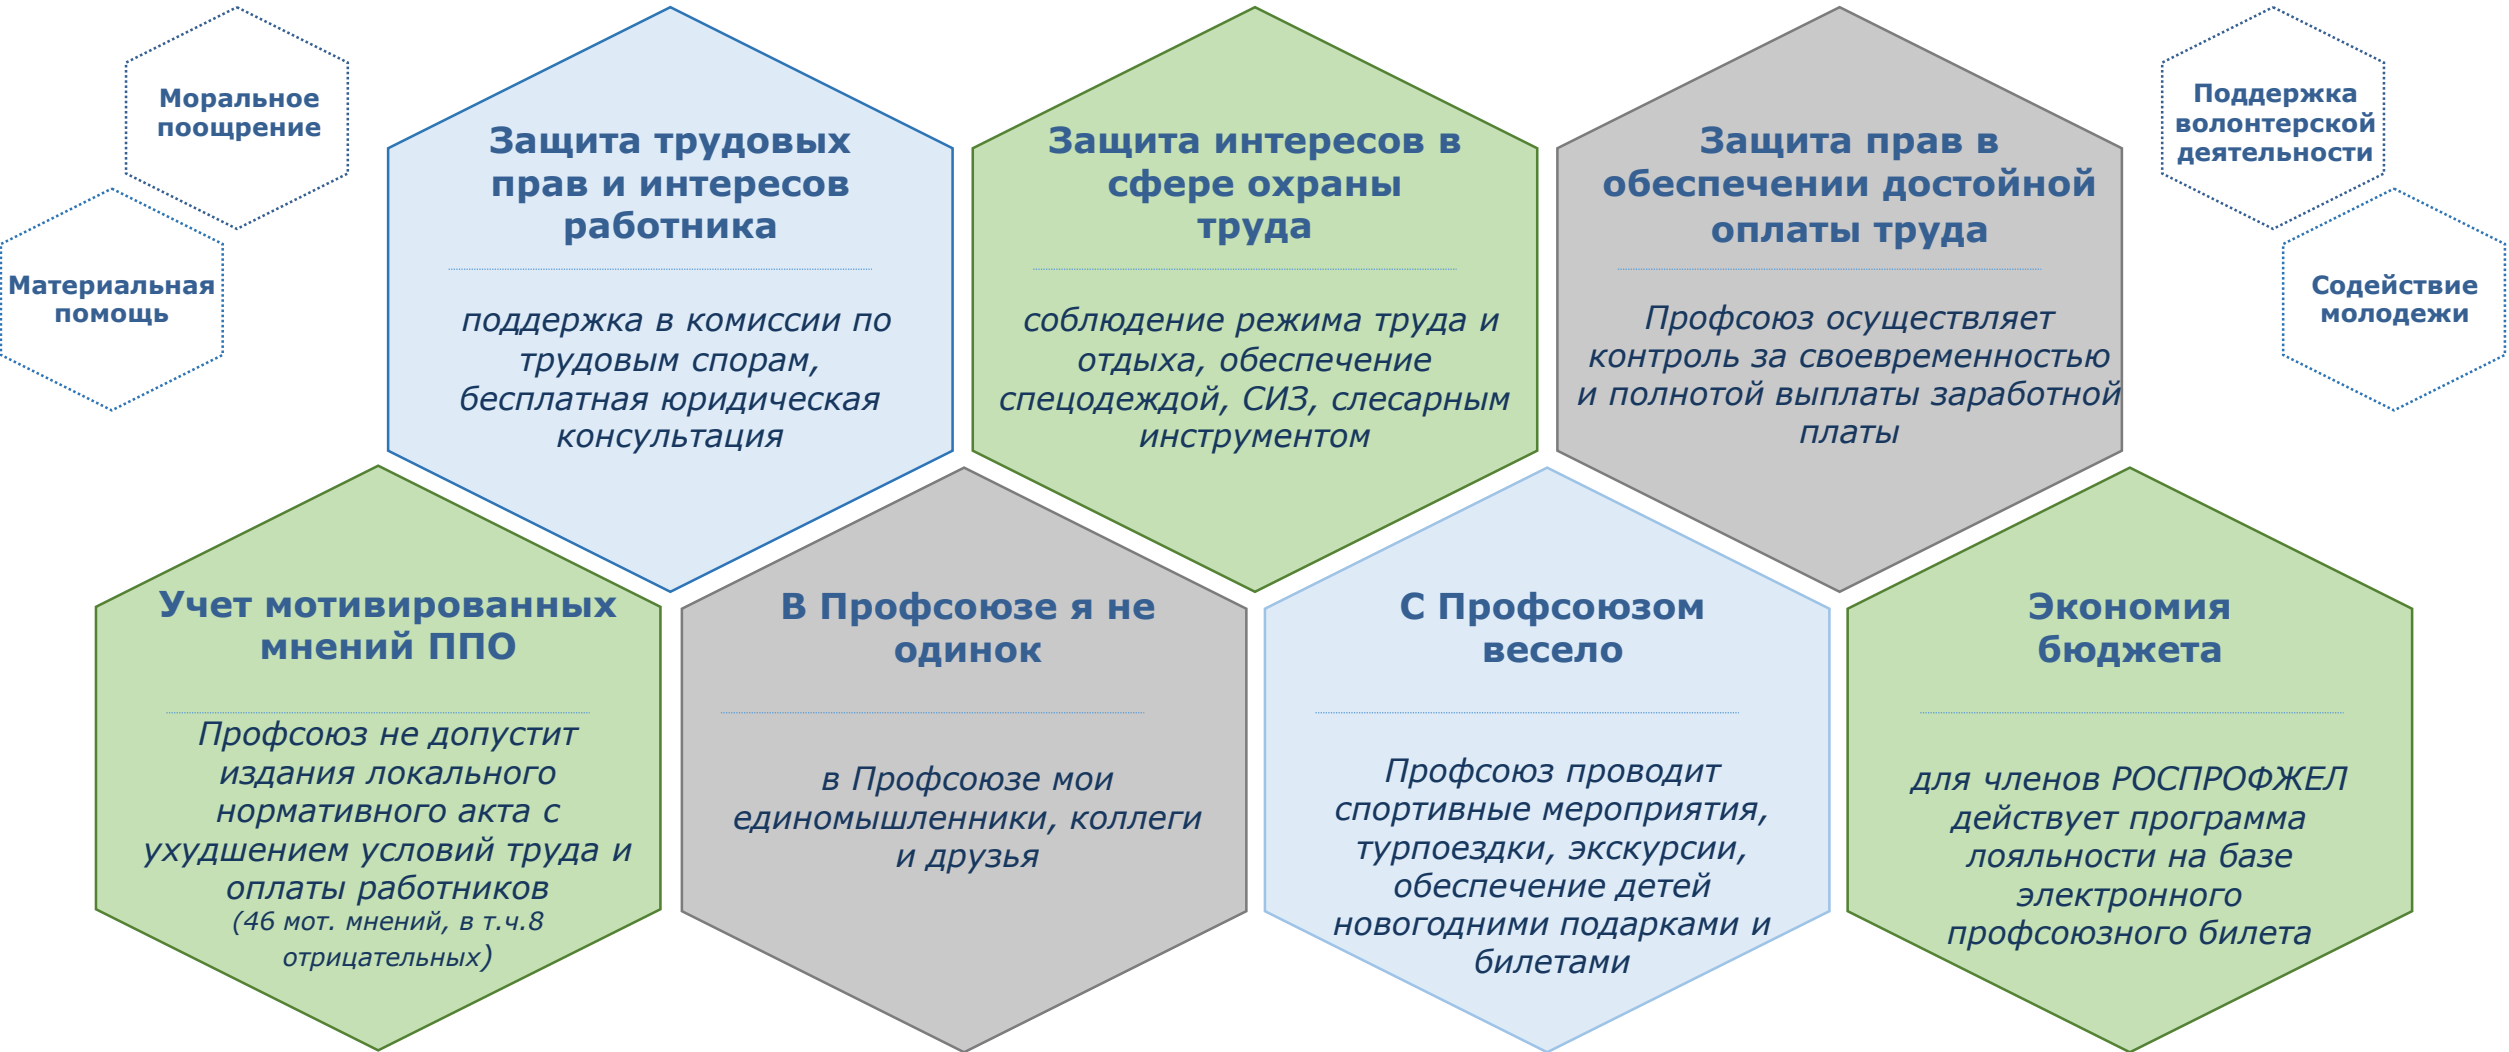 Моральное
поощрение
Материальная
помощь
Защита трудовых
прав и интересов
работника
поддержка в комиссии по
трудовым спорам,
бесплатная юридическая
консультация
Защита интересов в
сфере охраны
труда
соблюдение режима труда и
отдыха, обеспечение
спецодеждой, СИЗ, слесарным
инструментом
Защита прав в
обеспечении достойной
оплаты труда
Профсоюз осуществляет
контроль за своевременностью
и полнотой выплаты заработной
платы
Поддержка
волонтерской
деятельности
Содействие
молодежи
Учет мотивированных
мнений ППО
Профсоюз не допустит
издания локального
нормативного акта с
ухудшением условий труда и
оплаты работников
(46 мот. мнений, в т.ч.8
отрицательных)
В Профсоюзе я не
одинок
в Профсоюзе мои
единомышленники, коллеги
и друзья
С Профсоюзом
весело
Профсоюз проводит
спортивные мероприятия,
турпоездки, экскурсии,
обеспечение детей
новогодними подарками и
билетами
Экономия
бюджета
для членов РОСПРОФЖЕЛ
действует программа
лояльности на базе
электронного
профсоюзного билета